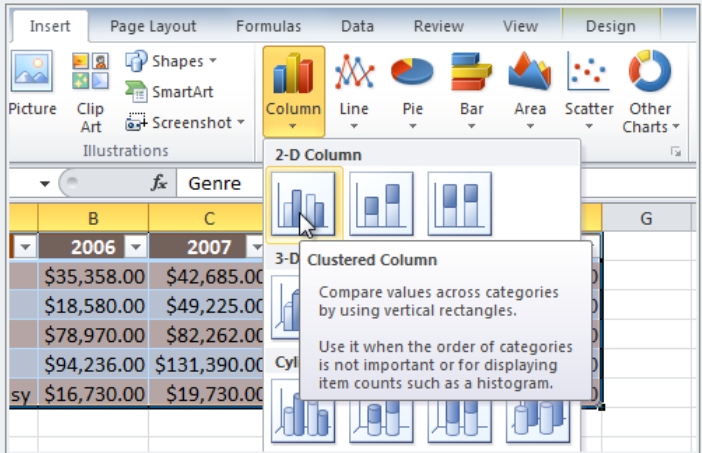 Insert Page Layout Formulas Data Review View Design
Shapes
SmartArt
Screenshot
Picture Clip Art
Column Line Pie Bar Area Scatter Other Charts
Illustrations
2-D Column
fx Genre
B C G
2006 2007
3-D
Clustered Column
Compare values across categories
by using vertical rectangles.
Use it when the order of categories
is not important or for displaying
item counts such as a histogram.
$35,358.00 $42,685.00
$18,580.00 $49,225.00
$78,970.00 $82,262.00
$94,236.00 $131,390.00
Cyl
sy $16,730.00 $19,730.00